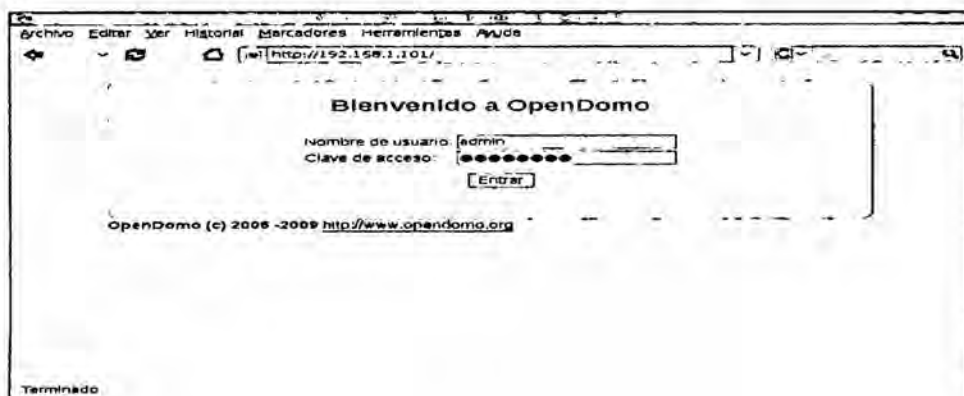 Archivo Editar Ver Historial Marcadores Herramientas Ayuda
http://192.168.1.101/
Bienvenido a OpenDomo
Nombre de usuario: admin
Clave de acceso: ●●●●●●●●
Entrar
OpenDomo (c) 2006 -2009 http://www.opendomo.org
Terminado